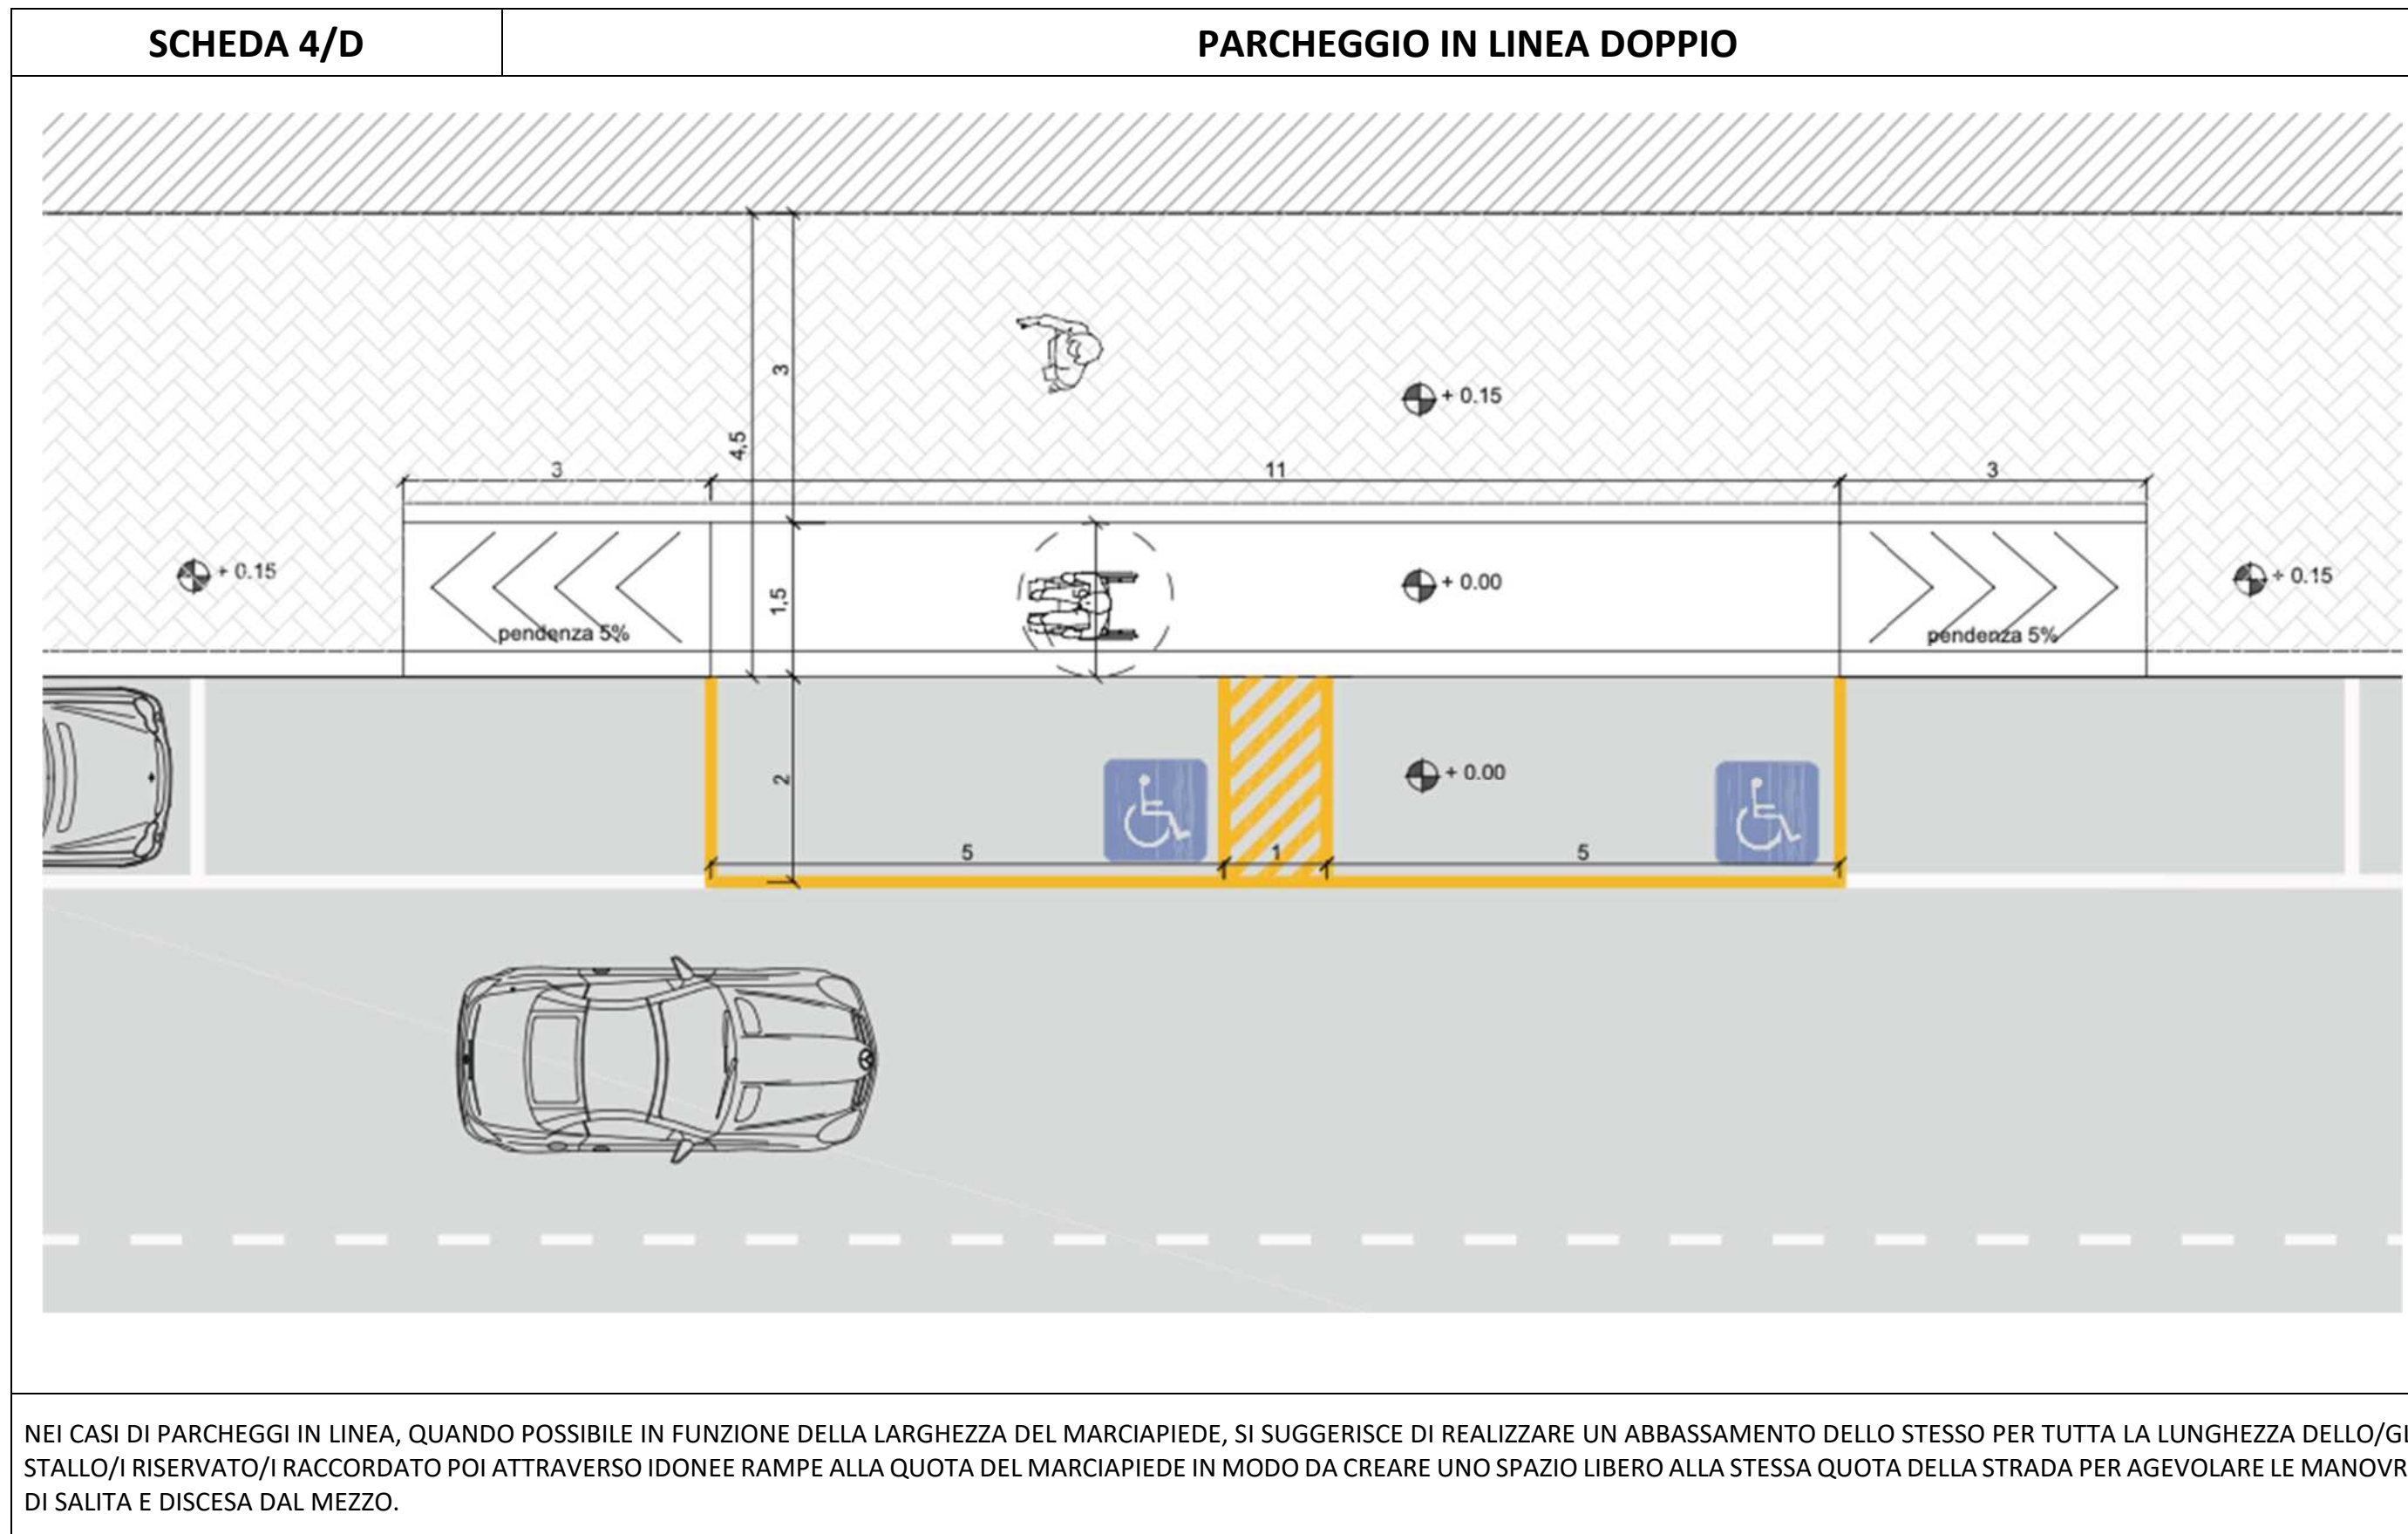 SCHEDA 4/D
PARCHEGGIO IN LINEA DOPPIO
3
+ 0.15
4,5
3
11
3
+ 0.15
1,5
5
+ 0.00
+ 0.15
pendenza 5%
pendenza 5%
2
+ 0.00
5
1
5
NEI CASI DI PARCHEGGI IN LINEA, QUANDO POSSIBILE IN FUNZIONE DELLA LARGHEZZA DEL MARCIAPIEDE, SI SUGGERISCE DI REALIZZARE UN ABBASSAMENTO DELLO STESSO PER TUTTA LA LUNGHEZZA DELLO/GL
STALLO/I RISERVATO/I RACCORDATO POI ATTRAVERSO IDONEE RAMPE ALLA QUOTA DEL MARCIAPIEDE IN MODO DA CREARE UNO SPAZIO LIBERO ALLA STESSA QUOTA DELLA STRADA PER AGEVOLARE LE MANOVR
DI SALITA E DISCESA DAL MEZZO.